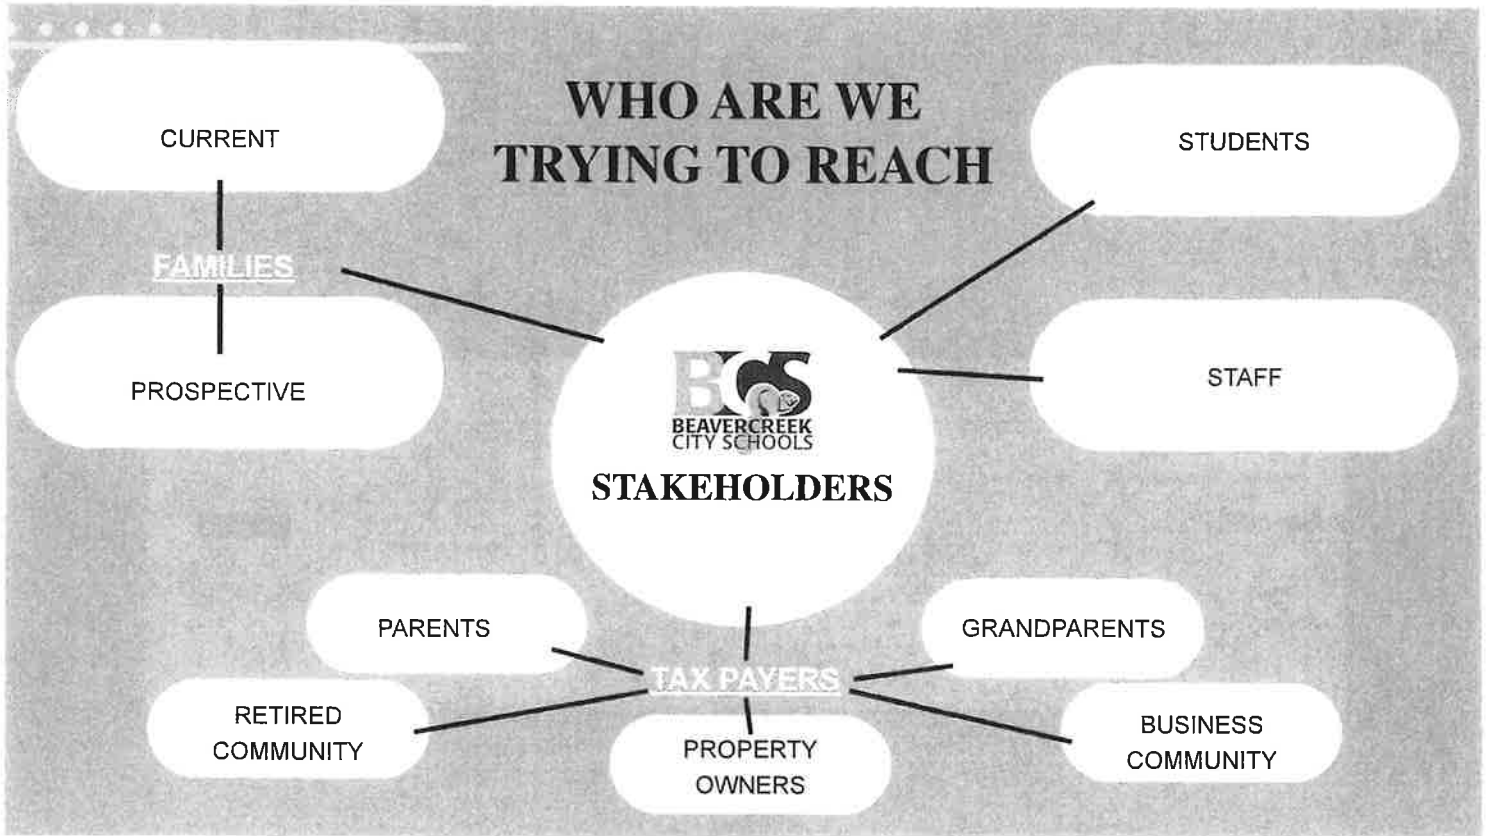 WHO ARE WE
TRYING TO REACH
CURRENT
FAMILIES
PROSPECTIVE
STUDENTS
STAFF
BCS
BEAVERCREEK
CITY SCHOOLS
STAKEHOLDERS
PARENTS
GRANDPARENTS
TAX PAYERS
RETIRED
COMMUNITY
PROPERTY
OWNERS
BUSINESS
COMMUNITY